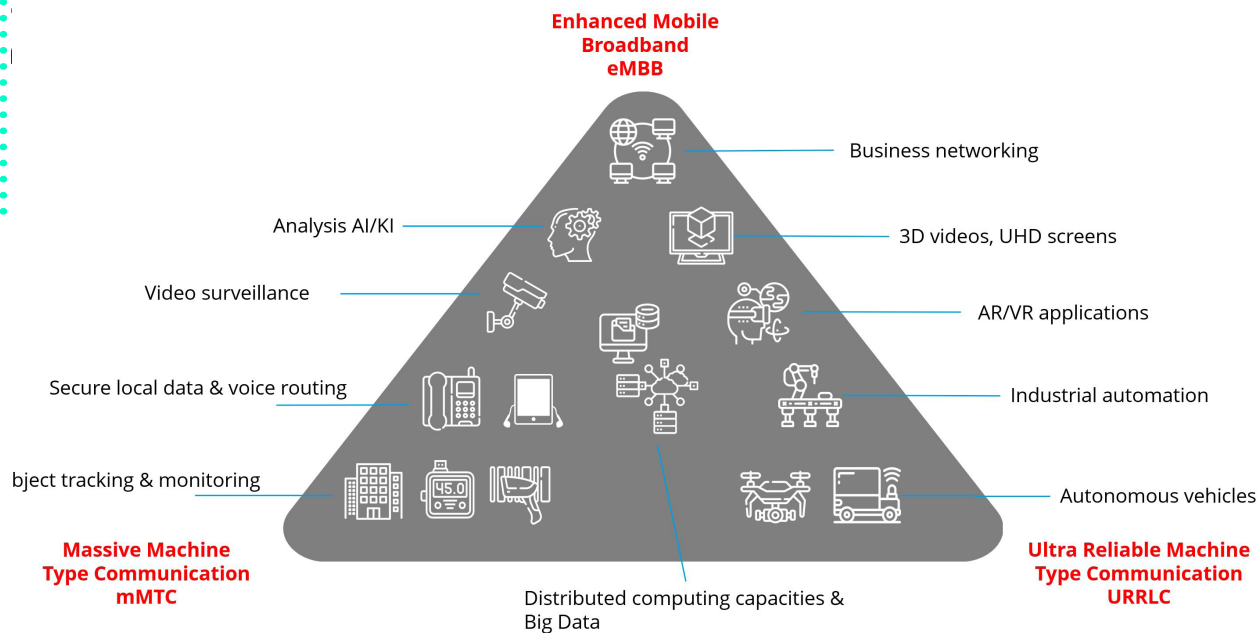 Enhanced Mobile
Broadband
eMBB
Business networking
Analysis AI/KI
3D videos, UHD screens
Video surveillance
AR/VR applications
Secure local data & voice routing
Industrial automation
45.0
bject tracking & monitoring
Autonomous vehicles
Massive Machine
Type Communication
mMTC
Ultra Reliable Machine
Type Communication
URRLC
Distributed computing capacities &
Big Data